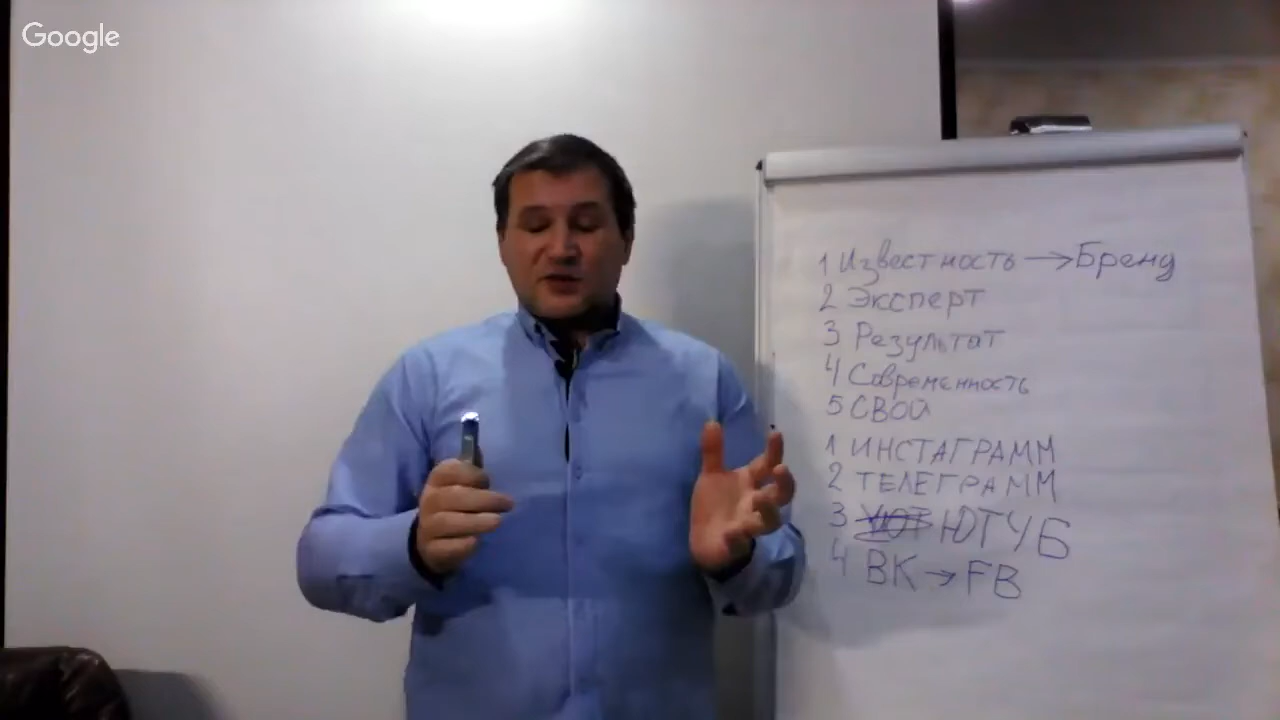 Google
1 Известность → Бренд
2 Эксперт
3 Результат
4 Современность
5 СВОЙ
1 ИНСТАГРАММ
2 ТЕЛЕГРАММ
3 ЮТУБ
4 ВК → FB